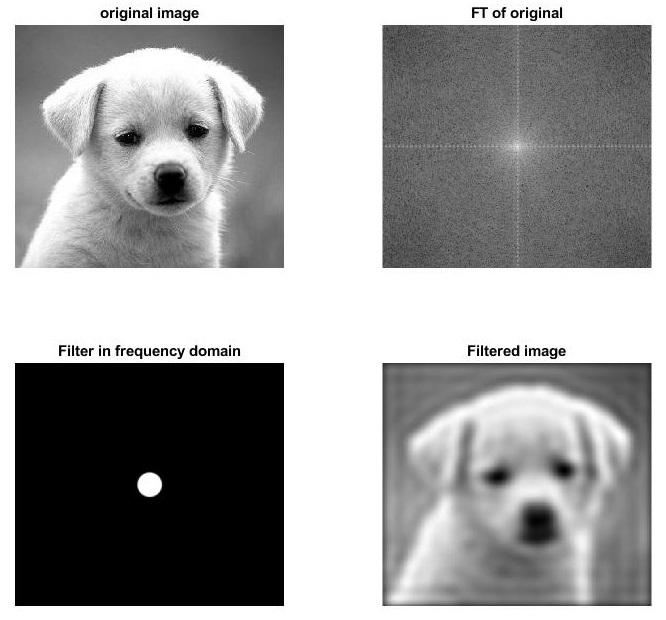 original image
FT of original
Filter in frequency domain
Filtered image